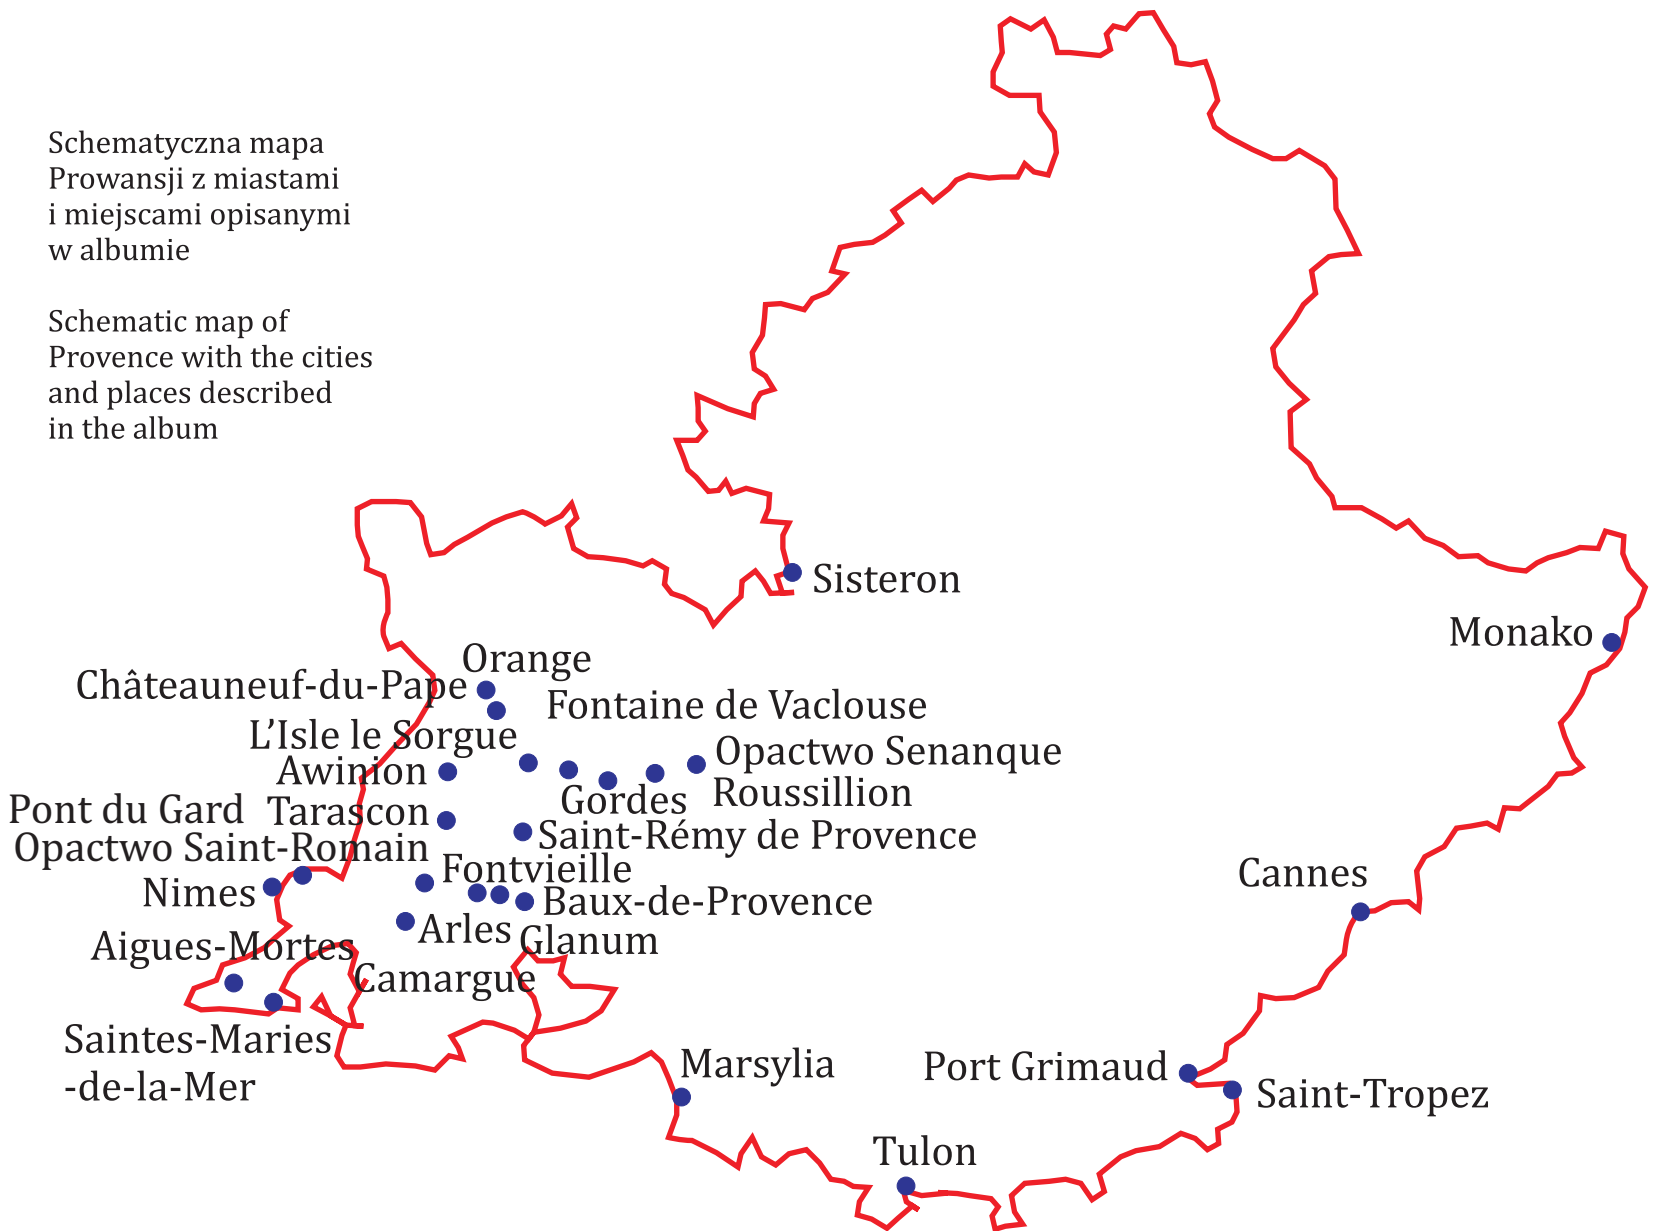 Schematyczna mapa
Prowansji z miastami
i miejscami opisanymi
w albumie
Schematic map of
Provence with the cities
and places described
in the album
Sisteron
Monako
Orange
Châteauneuf-du-Pape
Fontaine de Vaclouse
L’Isle le Sorgue
Opactwo Senanque
Awinion
Gordes
Roussillion
Pont du Gard
Tarascon
Saint-Rémy de Provence
Opactwo Saint-Romain
Fontvieille
Cannes
Nimes
Baux-de-Provence
Arles
Glanum
Aigues-Mortes
Camargue
Saintes-Maries
-de-la-Mer
Marsylia
Port Grimaud
Saint-Tropez
Tulon